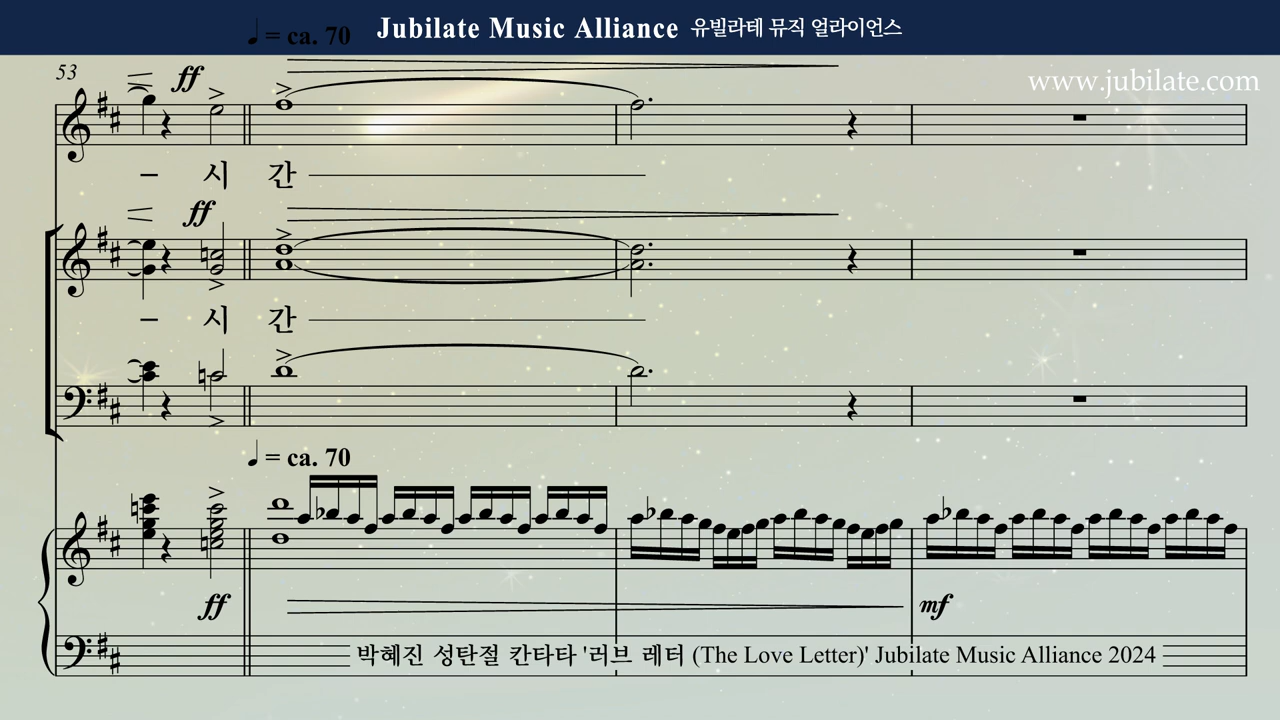 ♩ = ca. 70
Jubilate Music Alliance 유빌라테 뮤직 얼라이언스
www.jubilate.com
53
ff
– 시 간
ff
– 시 간
♩ = ca. 70
ff
mf
박혜진 성탄절 칸타타 '러브 레터 (The Love Letter)' Jubilate Music Alliance 2024